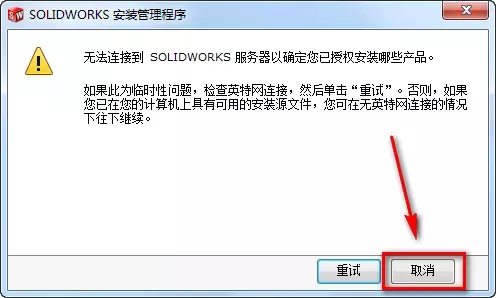 SOLIDWORKS 安装管理程序
无法连接到 SOLIDWORKS 服务器以确定您已授权安装哪些产品。
如果此为临时性问题，检查英特网连接，然后单击“重试”。否则，如果
您已在您的计算机上具有可用的安装源文件，您可在无英特网连接的情况
下往下继续。
重试
取消